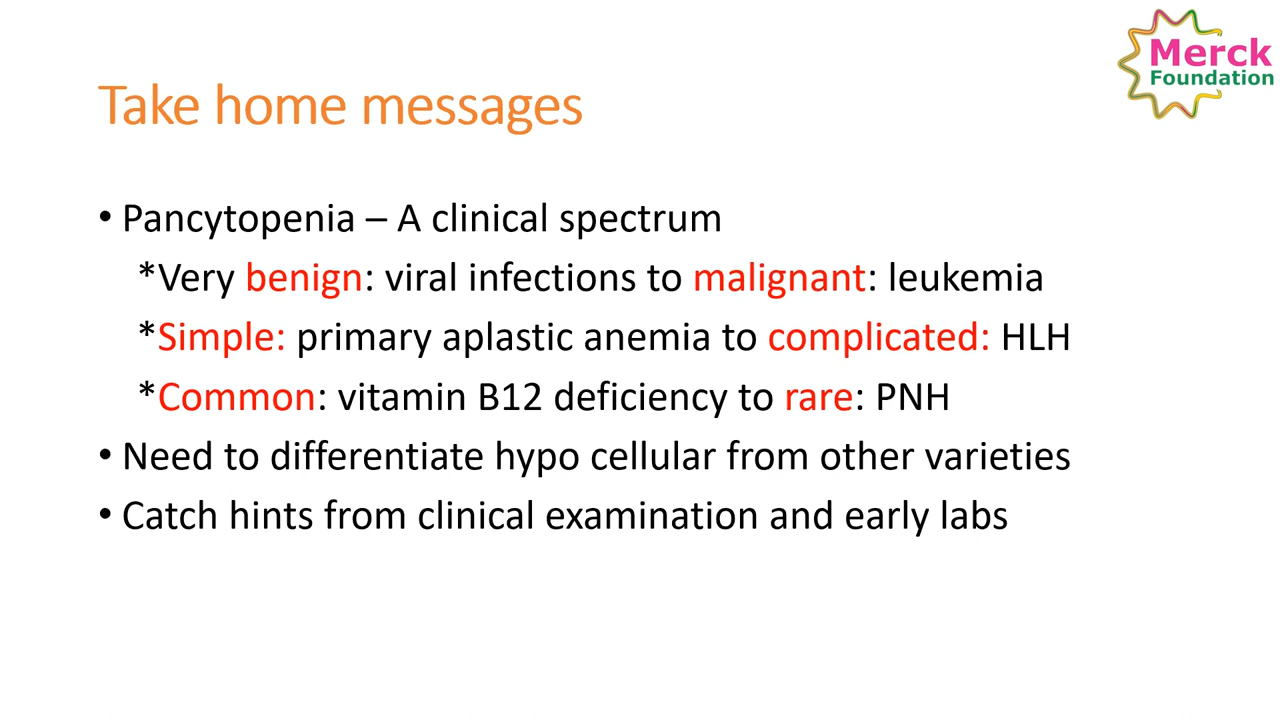 Merck
Foundation
Take home messages
• Pancytopenia – A clinical spectrum
*Very benign: viral infections to malignant: leukemia
*Simple: primary aplastic anemia to complicated: HLH
*Common: vitamin B12 deficiency to rare: PNH
• Need to differentiate hypo cellular from other varieties
• Catch hints from clinical examination and early labs